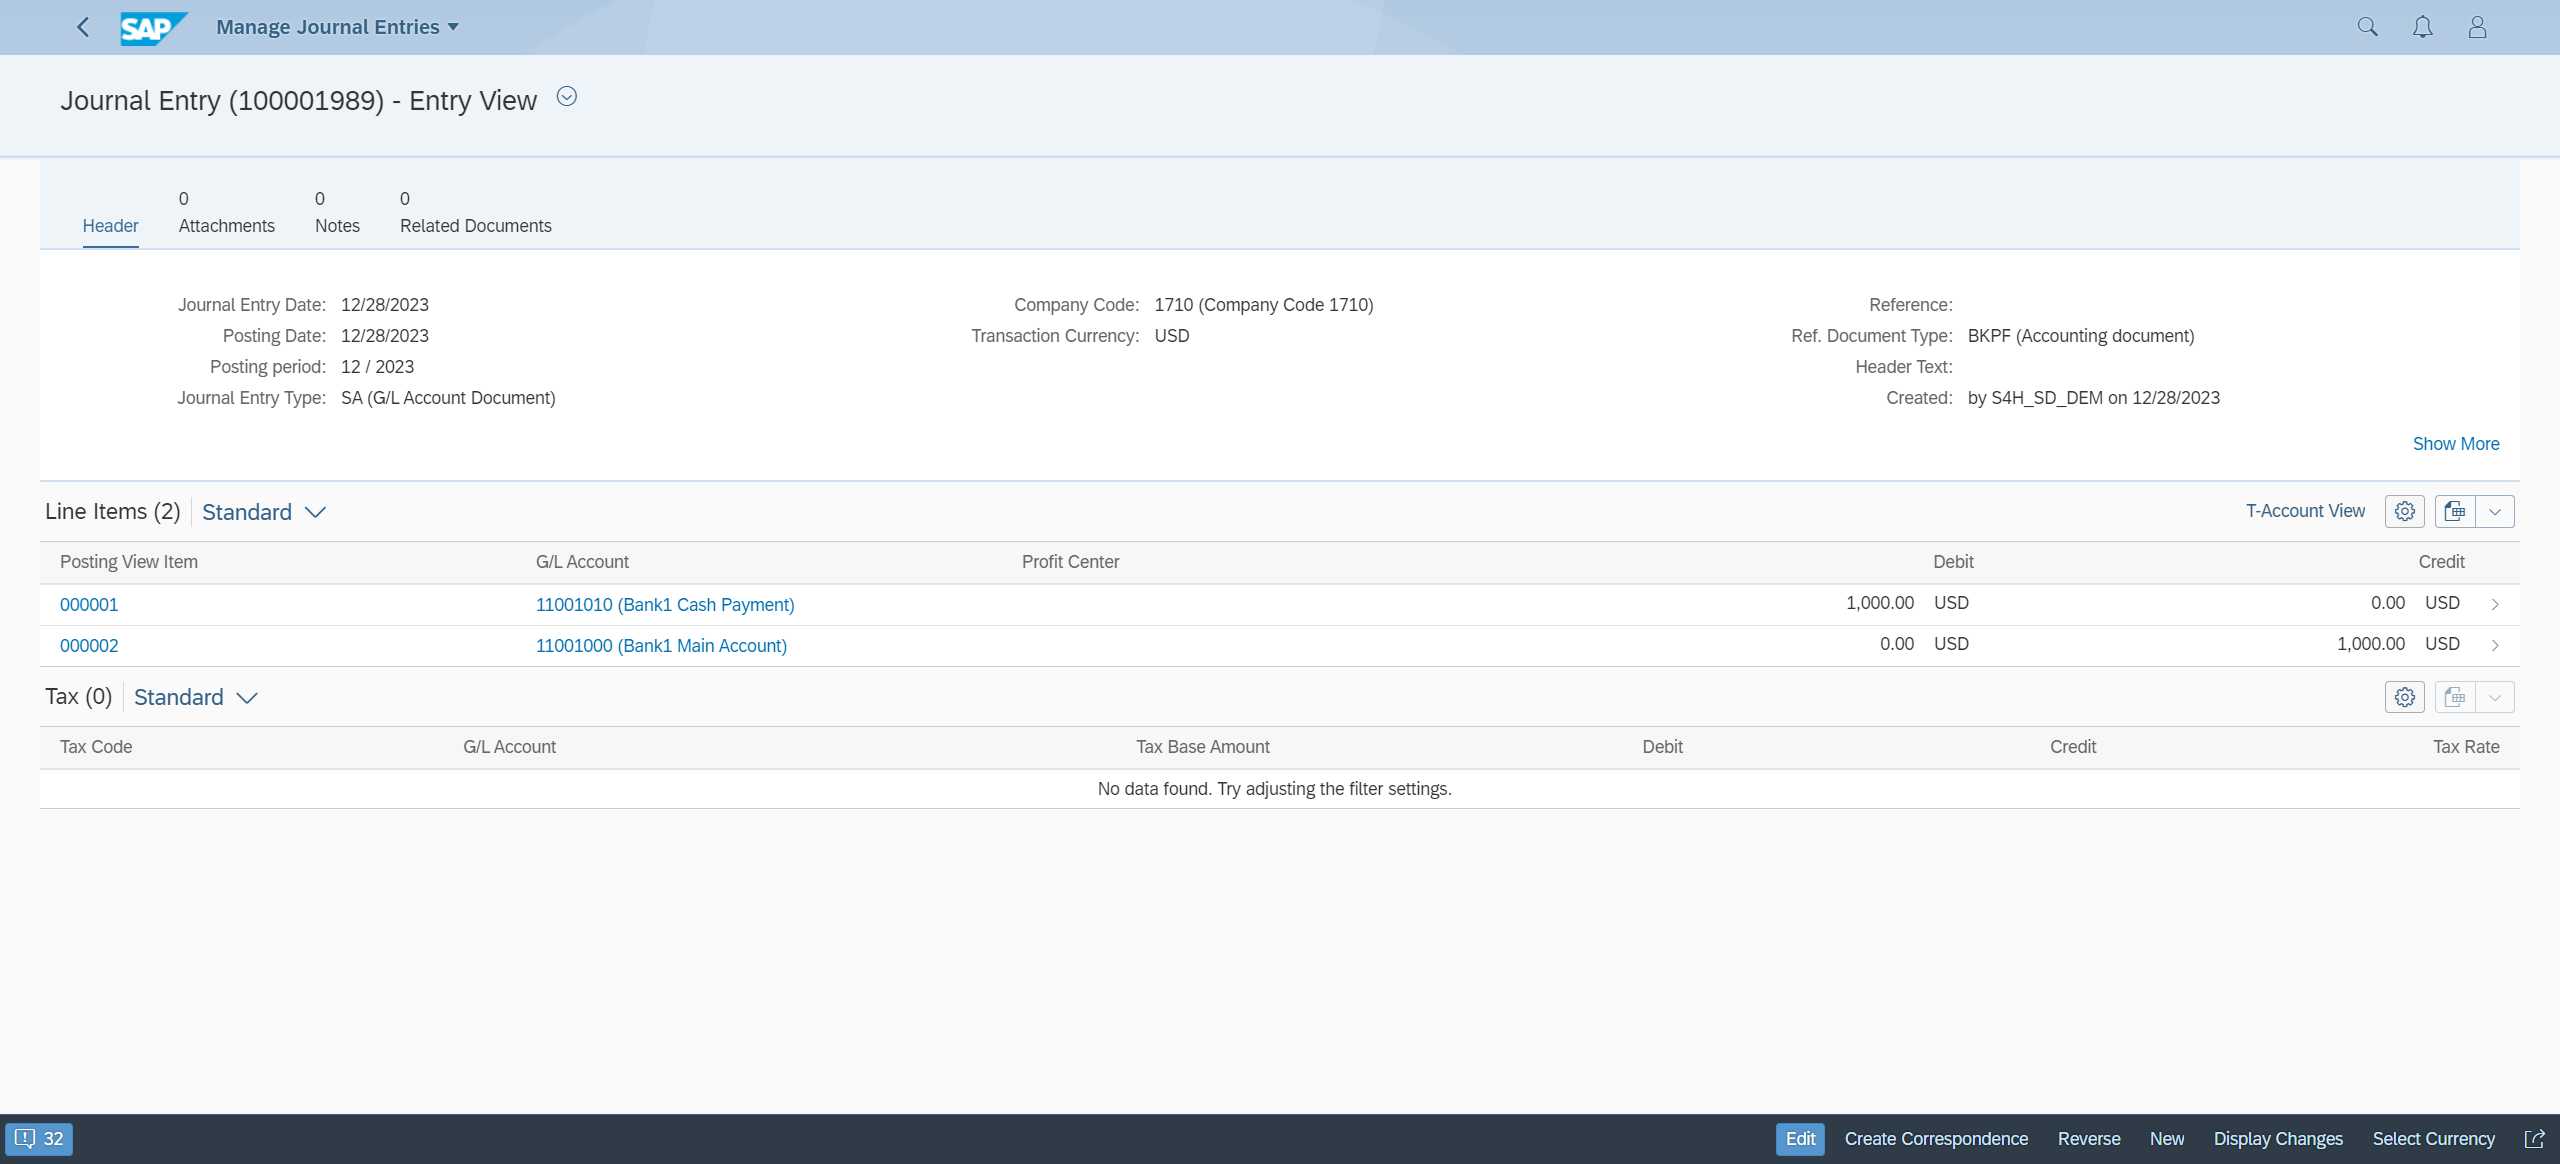 SAP Manage Journal Entries
Journal Entry (100001989) - Entry View
Header
0 Attachments
0 Notes
0 Related Documents
Journal Entry Date: 12/28/2023
Posting Date: 12/28/2023
Posting period: 12 / 2023
Journal Entry Type: SA (G/L Account Document)
Company Code: 1710 (Company Code 1710)
Transaction Currency: USD
Reference:
Ref. Document Type: BKPF (Accounting document)
Header Text:
Created: by S4H_SD_DEM on 12/28/2023
Show More
Line Items (2) Standard T-Account View
Posting View Item G/L Account Profit Center Debit Credit
000001 11001010 (Bank1 Cash Payment) 1,000.00 USD 0.00 USD
000002 11001000 (Bank1 Main Account) 0.00 USD 1,000.00 USD
Tax (0) Standard
Tax Code G/L Account Tax Base Amount Debit Credit Tax Rate
No data found. Try adjusting the filter settings.
32 Edit Create Correspondence Reverse New Display Changes Select Currency